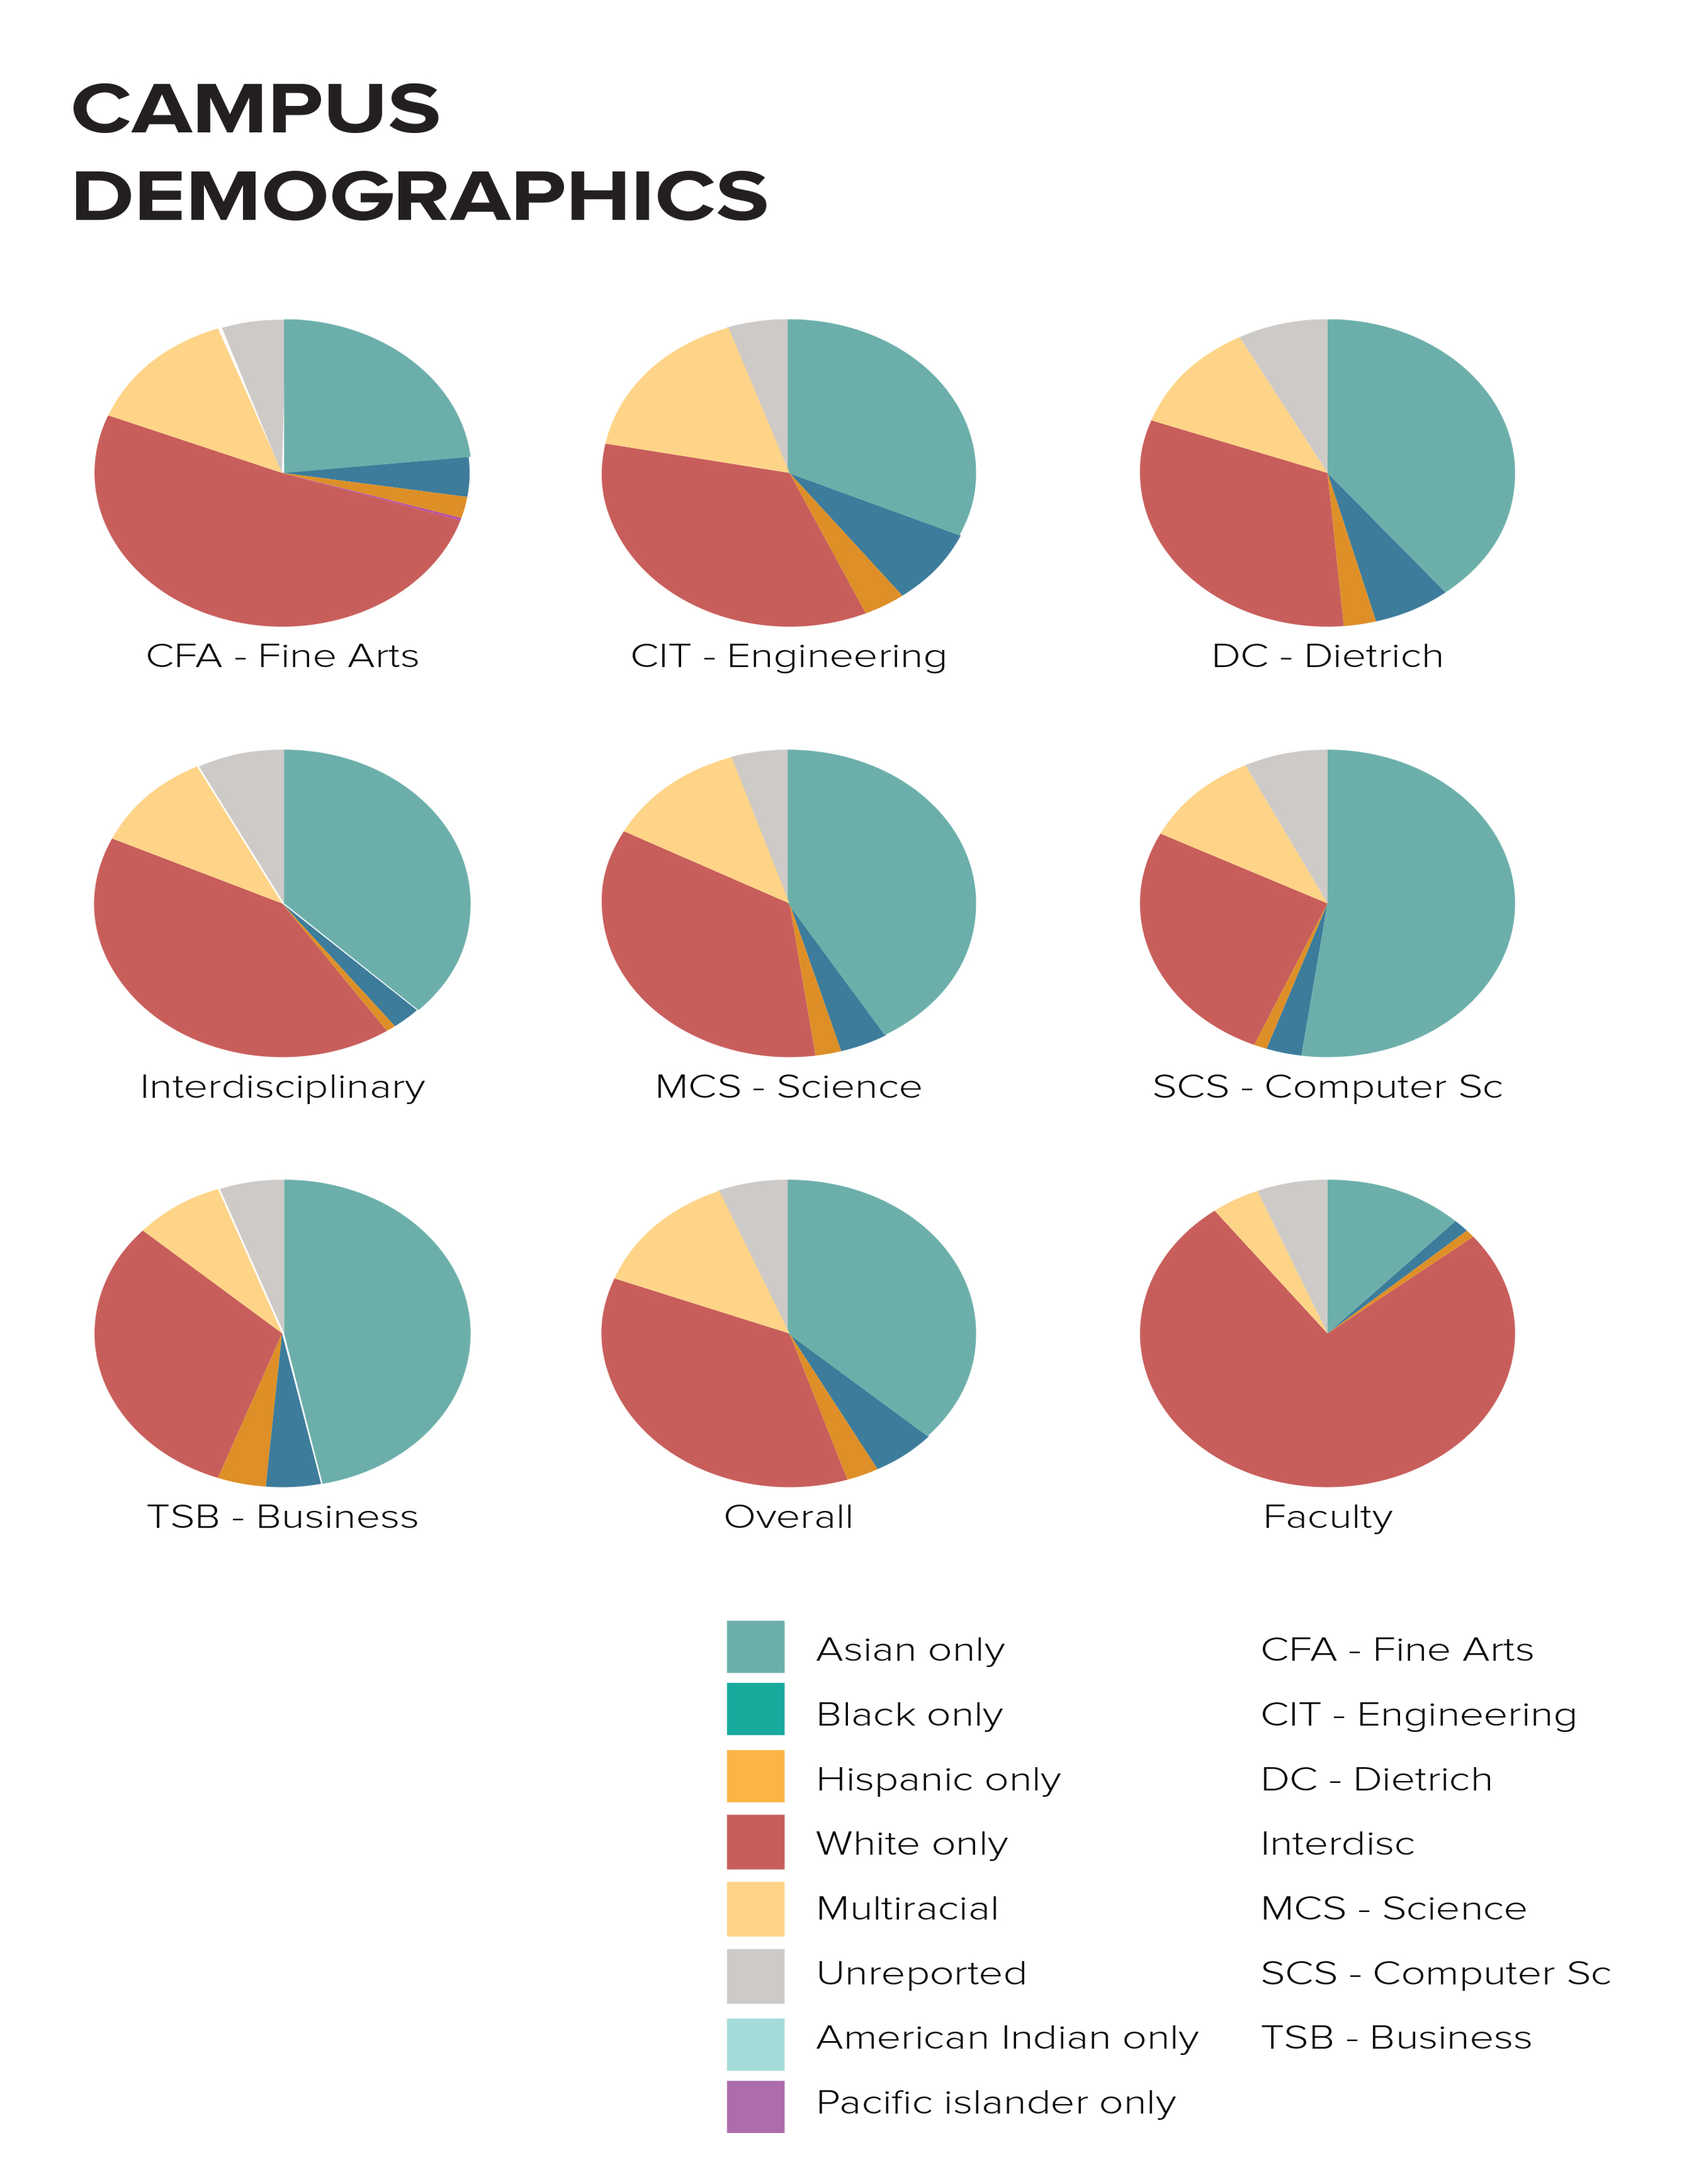 CAMPUS
DEMOGRAPHICS
CFA - Fine Arts
CIT - Engineering
DC - Dietrich
Interdisciplinary
MCS - Science
SCS - Computer Sc
TSB - Business
Overall
Faculty
Asian only
Black only
Hispanic only
White only
Multiracial
Unreported
American Indian only
Pacific islander only
CFA - Fine Arts
CIT - Engineering
DC - Dietrich
Interdisc
MCS - Science
SCS - Computer Sc
TSB - Business